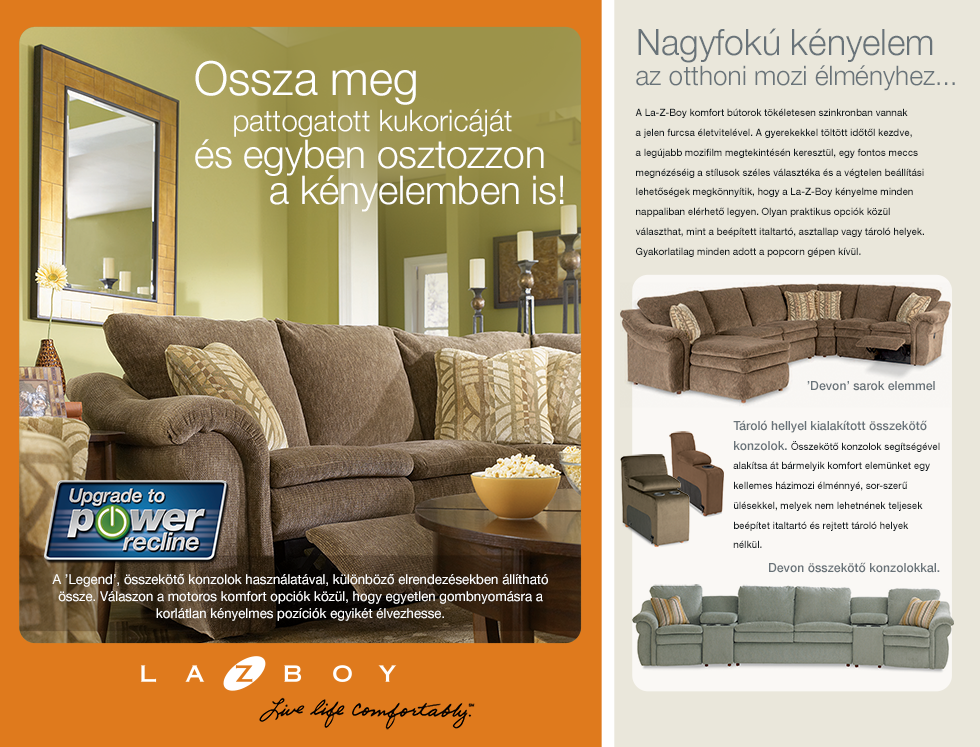 Ossza meg
pattogatott kukoricáját
és egyben osztozzon
a kényelemben is!
Upgrade to
power
recline
A 'Legend', összekötő konzolok használatával, különböző elrendezésekben állítható
össze. Válaszon a motoros komfort opciók közül, hogy egyetlen gombnyomásra a
korlátlan kényelmes pozíciók egyikét élvezhesse.
LA Z BOY
Live life comfortably.℠
Nagyfokú kényelem
az otthoni mozi élményhez...
A La-Z-Boy komfort bútorok tökéletesen szinkronban vannak
a jelen furcsa életvitelével. A gyerekekkel töltött időtől kezdve,
a legújabb mozifilm megtekintésén keresztül, egy fontos meccs
megnézéséig a stílusok széles választéka és a végtelen beállítási
lehetőségek megkönnyítik, hogy a La-Z-Boy kényelme minden
nappaliban elérhető legyen. Olyan praktikus opciók közül
választhat, mint a beépített italtartó, asztallap vagy tároló helyek.
Gyakorlatilag minden adott a popcorn gépen kívül.
'Devon' sarok elemmel
Tároló hellyel kialakított összekötő
konzolok. Összekötő konzolok segítségével
alakítsa át bármelyik komfort elemünket egy
kellemes házimozi élménnyé, sor-szerű
ülésekkel, melyek nem lehetnének teljesek
beépítet italtartó és rejtett tároló helyek
nélkül.
Devon összekötő konzolokkal.